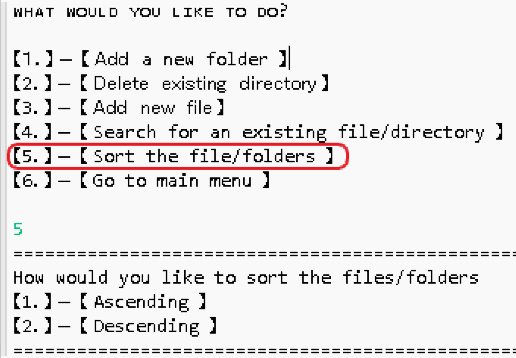 WHAT WOULD YOU LIKE TO DO?
【1.】—【 Add a new folder 】
【2.】—【 Delete existing directory】
【3.】—【 Add new file】
【4.】—【 Search for an existing file/directory 】
【5.】—【 Sort the file/folders 】
【6.】—【 Go to main menu 】
5
==================================================
How would you like to sort the files/folders
【1.】—【 Ascending 】
【2.】—【 Descending 】
==================================================